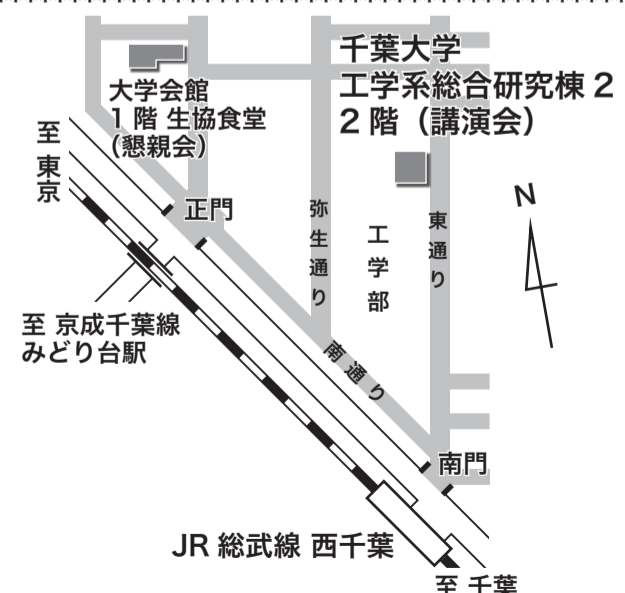 千葉大学
工学系総合研究棟 2
2 階（講演会）
大学会館
1 階 生協食堂
（懇親会）
至 東京
正門
弥生通り
工学部
東通り
N
至 京成千葉線
みどり台駅
南通り
南門
JR 総武線 西千葉
至 千葉